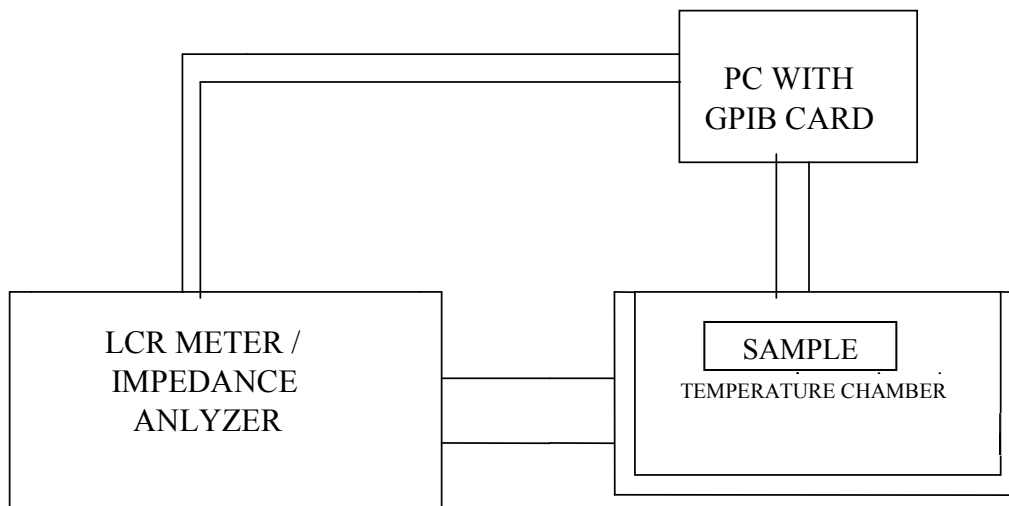 PC WITH
GPIB CARD
LCR METER /
IMPEDANCE
ANLYZER
SAMPLE
TEMPERATURE CHAMBER